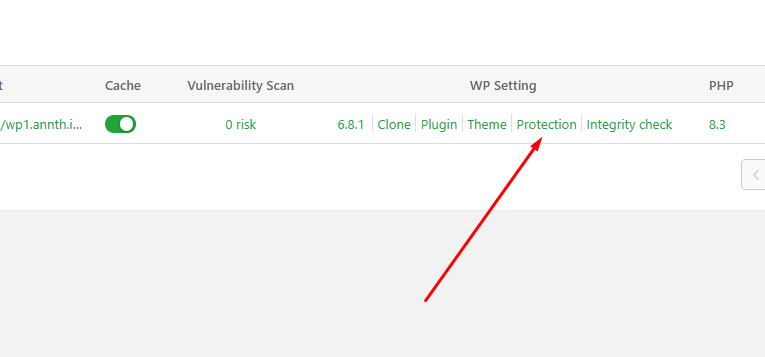 t Cache Vulnerability Scan WP Setting PHP
/wp1.annth.i... 0 risk 6.8.1 Clone Plugin Theme Protection Integrity check 8.3